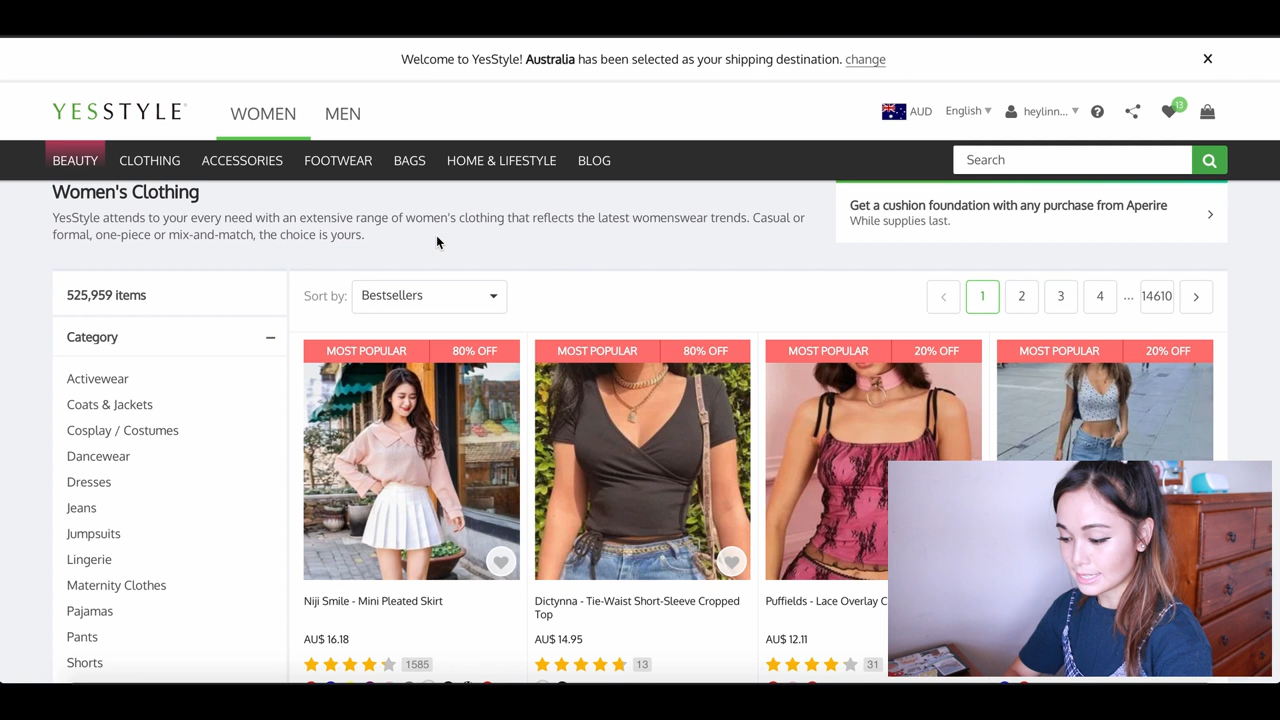 Welcome to YesStyle! Australia has been selected as your shipping destination. change
YESSTYLE
WOMEN
MEN
AUD
English
heylinn...
13
BEAUTY
CLOTHING
ACCESSORIES
FOOTWEAR
BAGS
HOME & LIFESTYLE
BLOG
Search
Women's Clothing
YesStyle attends to your every need with an extensive range of women's clothing that reflects the latest womenswear trends. Casual or
formal, one-piece or mix-and-match, the choice is yours.
Get a cushion foundation with any purchase from Aperire
While supplies last.
525,959 items
Sort by:
Bestsellers
1
2
3
4
...
14610
Category
Activewear
Coats & Jackets
Cosplay / Costumes
Dancewear
Dresses
Jeans
Jumpsuits
Lingerie
Maternity Clothes
Pajamas
Pants
Shorts
MOST POPULAR
80% OFF
Niji Smile - Mini Pleated Skirt
AU$ 16.18
1585
MOST POPULAR
80% OFF
Dictynna - Tie-Waist Short-Sleeve Cropped
Top
AU$ 14.95
13
MOST POPULAR
20% OFF
Puffields - Lace Overlay C
AU$ 12.11
31
MOST POPULAR
20% OFF